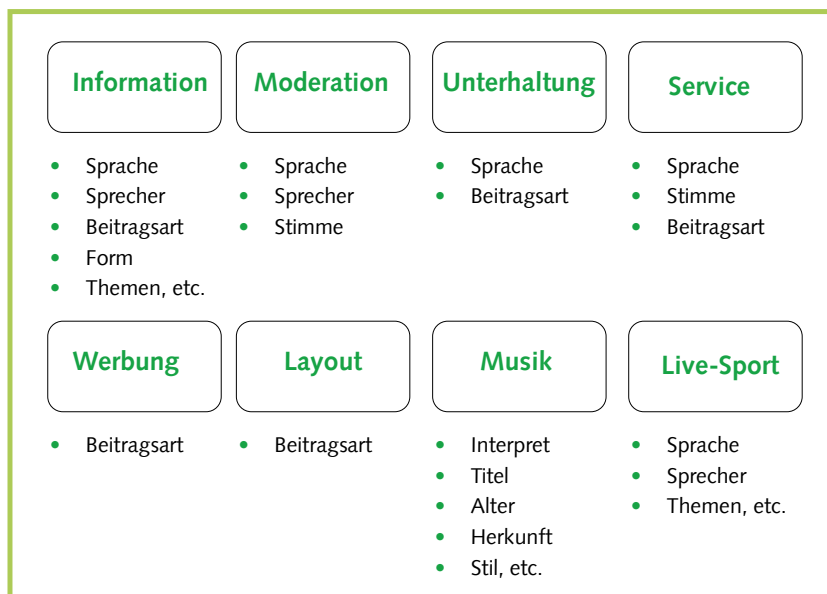 Information
• Sprache
• Sprecher
• Beitragsart
• Form
• Themen, etc.
Moderation
• Sprache
• Sprecher
• Stimme
Unterhaltung
• Sprache
• Beitragsart
Service
• Sprache
• Stimme
• Beitragsart
Werbung
• Beitragsart
Layout
• Beitragsart
Musik
• Interpret
• Titel
• Alter
• Herkunft
• Stil, etc.
Live-Sport
• Sprache
• Sprecher
• Themen, etc.